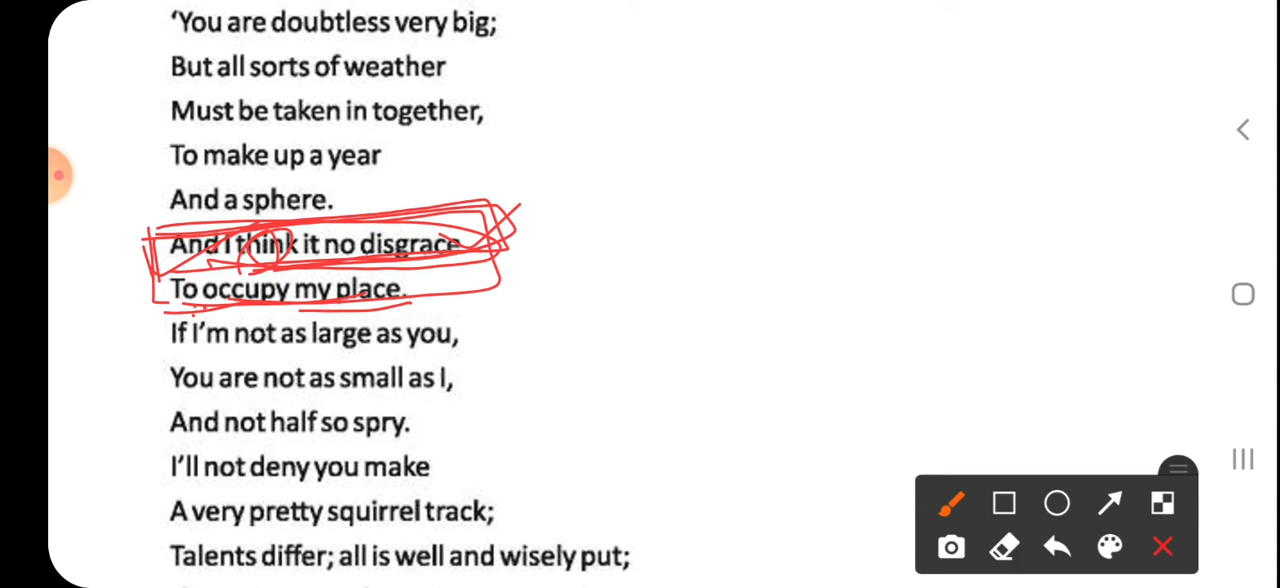 ‘You are doubtless very big;
But all sorts of weather
Must be taken in together,
To make up a year
And a sphere.
And I think it no disgrace
To occupy my place.
If I’m not as large as you,
You are not as small as I,
And not half so spry.
I’ll not deny you make
A very pretty squirrel track;
Talents differ; all is well and wisely put;